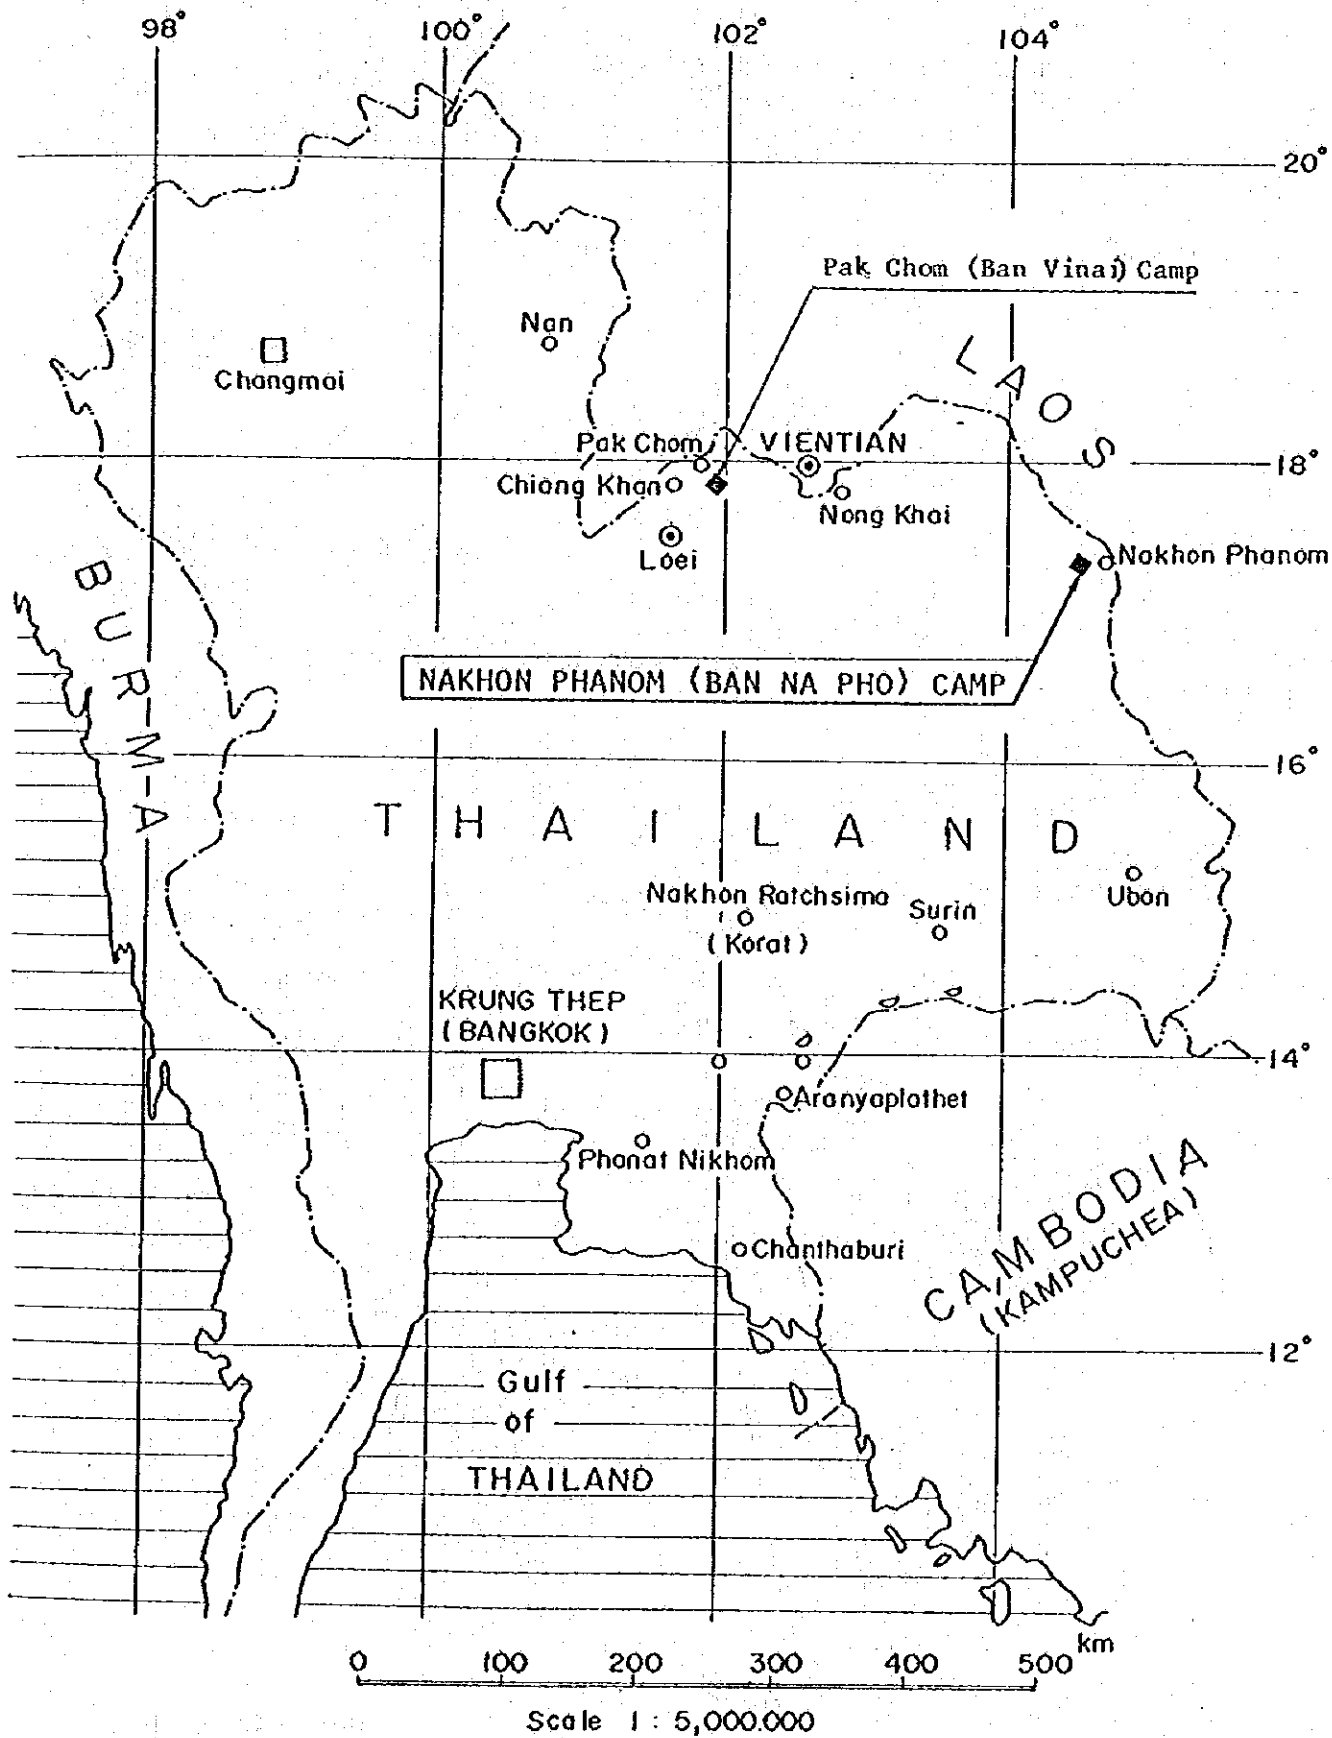 98°
100°
102°
104°
20°
Pak Chom (Ban Vinai) Camp
Nan
LAOS
Changmai
Pak Chom
VIENTIAN
18°
Chiang Khan
Nong Khai
Loei
Nakhon Phanom
BURMA
NAKHON PHANOM (BAN NA PHO) CAMP
16°
THAILAND
Nakhon Ratchsima
(Korat)
Surin
Ubon
KRUNG THEP
(BANGKOK)
14°
Aranyaplathet
Phanat Nikhom
CAMBODIA
(KAMPUCHEA)
Chanthaburi
12°
Gulf
of
THAILAND
km
0 100 200 300 400 500
Scale 1 : 5,000.000